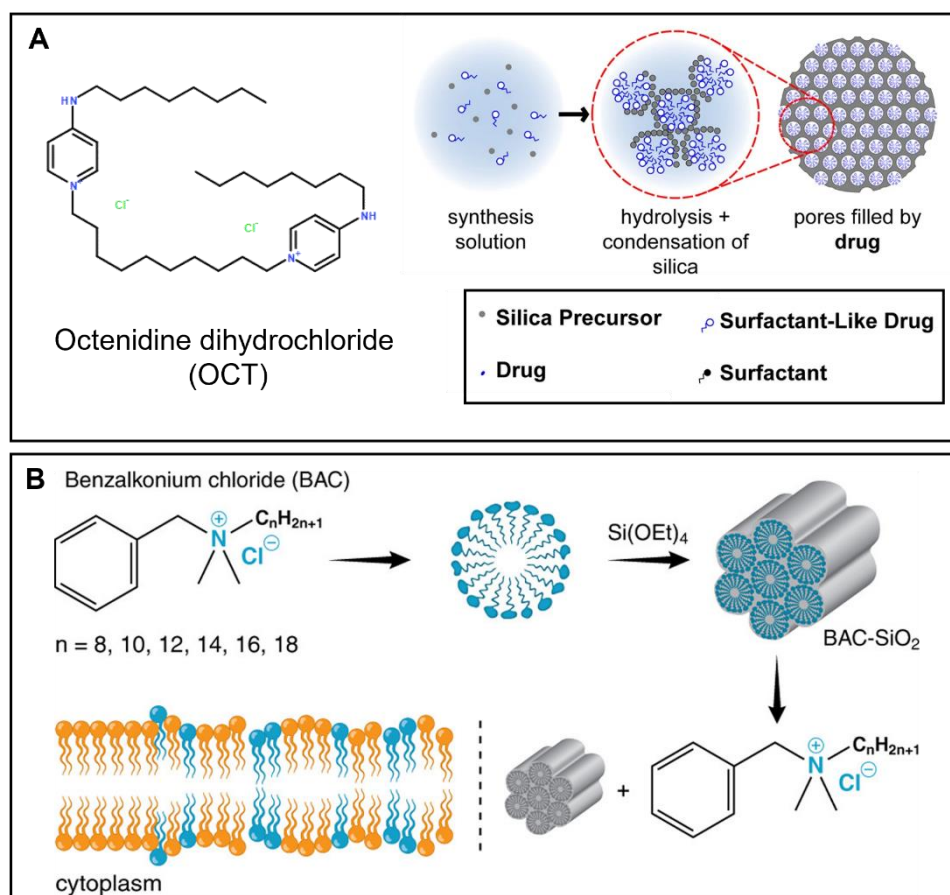 A
HN
N⁺
Cl⁻
Cl⁻
NH
N⁺
Octenidine dihydrochloride
(OCT)
synthesis
solution
hydrolysis +
condensation of
silica
pores filled by
drug
Silica Precursor
Surfactant-Like Drug
Drug
Surfactant
B
Benzalkonium chloride (BAC)
N⊕
CₙH₂ₙ₊₁
Cl⊖
n = 8, 10, 12, 14, 16, 18
Si(OEt)₄
BAC-SiO₂
cytoplasm
+
N⊕
CₙH₂ₙ₊₁
Cl⊖